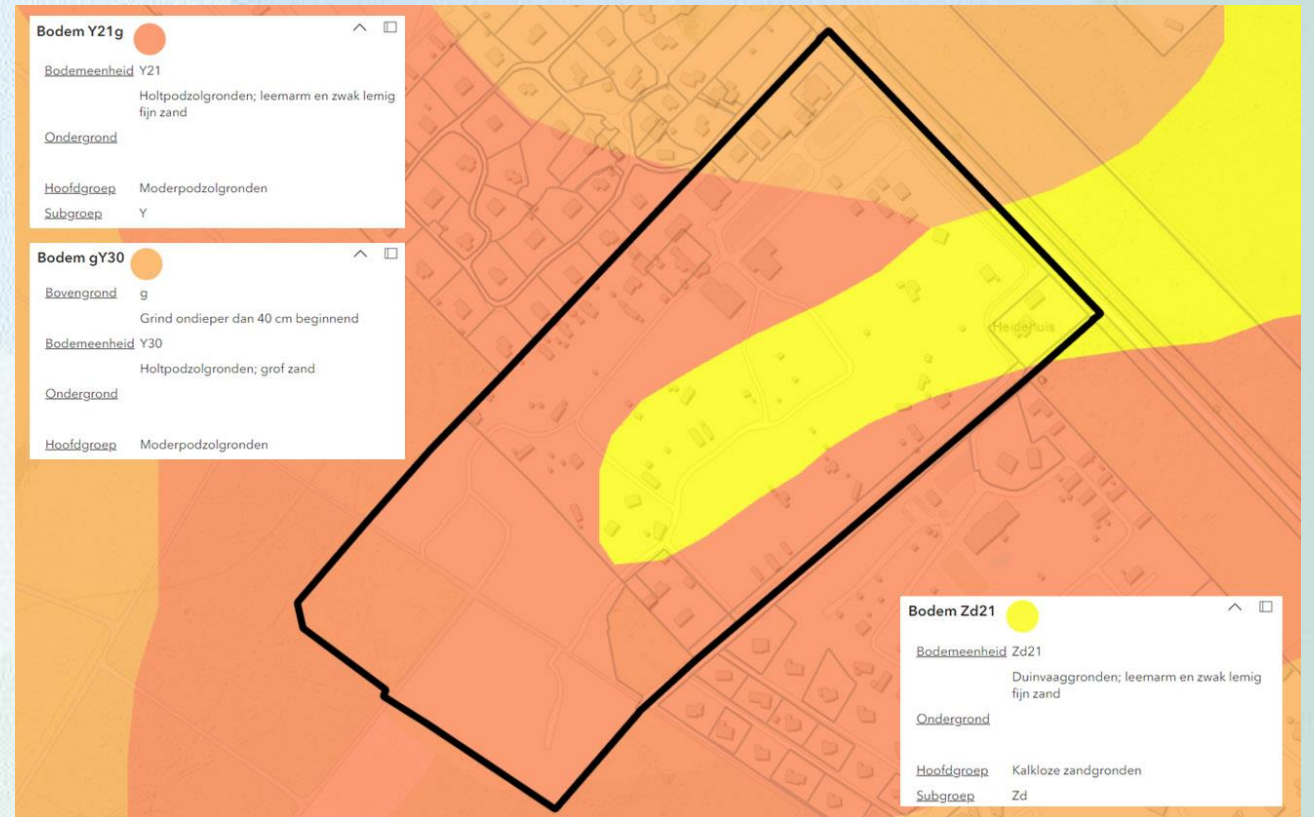 Bodem Y21g
Bodemeenheid Y21
Holtpodzolgronden; leemarm en zwak lemig
fijn zand
Ondergrond
Hoofdgroep Moderpodzolgronden
Subgroep Y
Bodem gY30
Bovengrond g
Grind ondieper dan 40 cm beginnend
Bodemeenheid Y30
Holtpodzolgronden; grof zand
Ondergrond
Hoofdgroep Moderpodzolgronden
Heidehuis
Bodem Zd21
Bodemeenheid Zd21
Duinvaaggronden; leemarm en zwak lemig
fijn zand
Ondergrond
Hoofdgroep Kalkloze zandgronden
Subgroep Zd